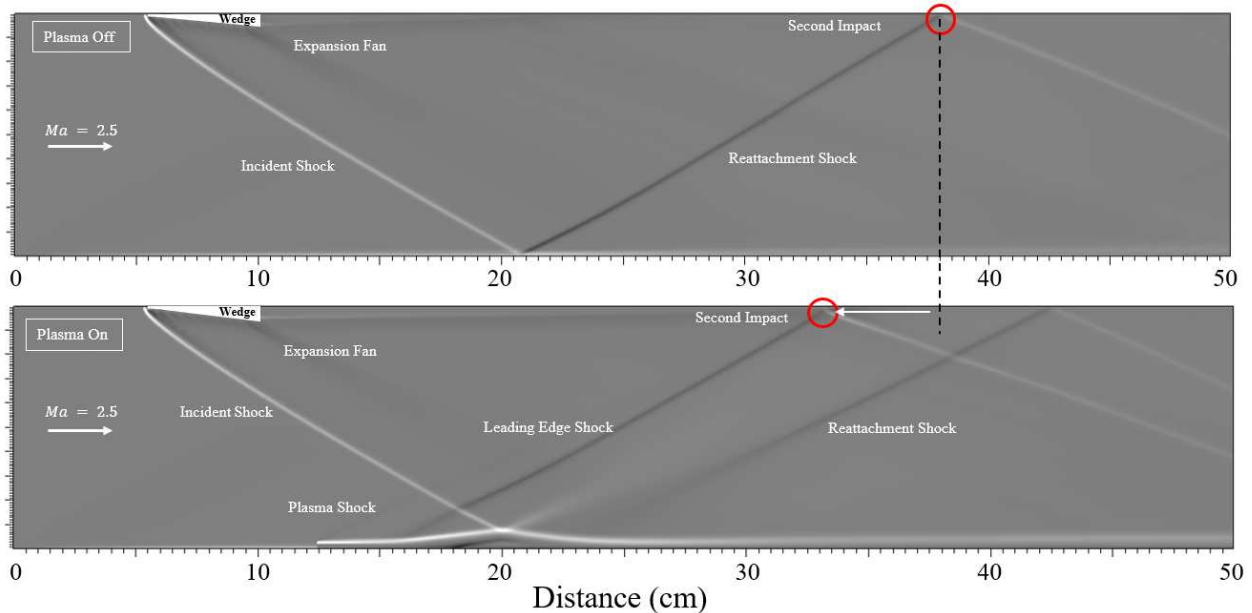 Wedge
Second Impact
Plasma Off
Expansion Fan
Ma = 2.5
Incident Shock
Reattachment Shock
0 10 20 30 40 50
Wedge
Second Impact
Plasma On
Expansion Fan
Ma = 2.5
Incident Shock
Leading Edge Shock
Reattachment Shock
Plasma Shock
0 10 20 30 40 50
Distance (cm)